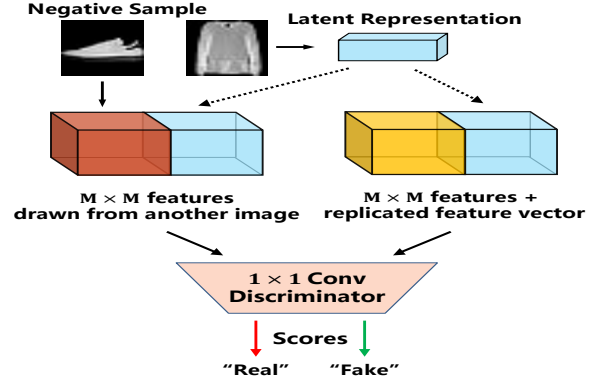 Negative Sample
Latent Representation
M × M features
drawn from another image
M × M features +
replicated feature vector
1 × 1 Conv
Discriminator
Scores
“Real”
“Fake”